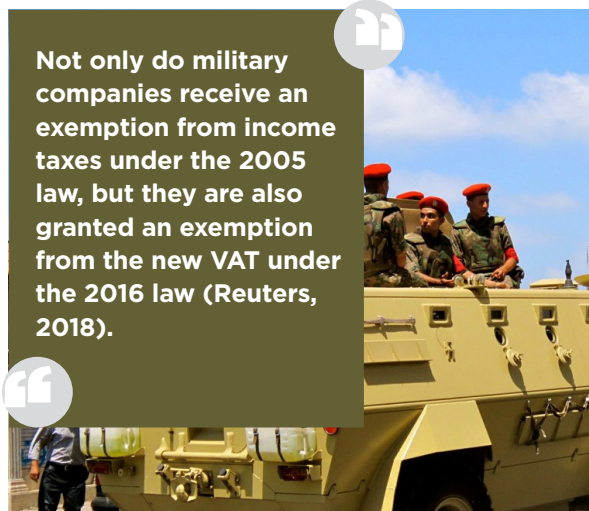 Not only do military
companies receive an
exemption from income
taxes under the 2005
law, but they are also
granted an exemption
from the new VAT under
the 2016 law (Reuters,
2018).